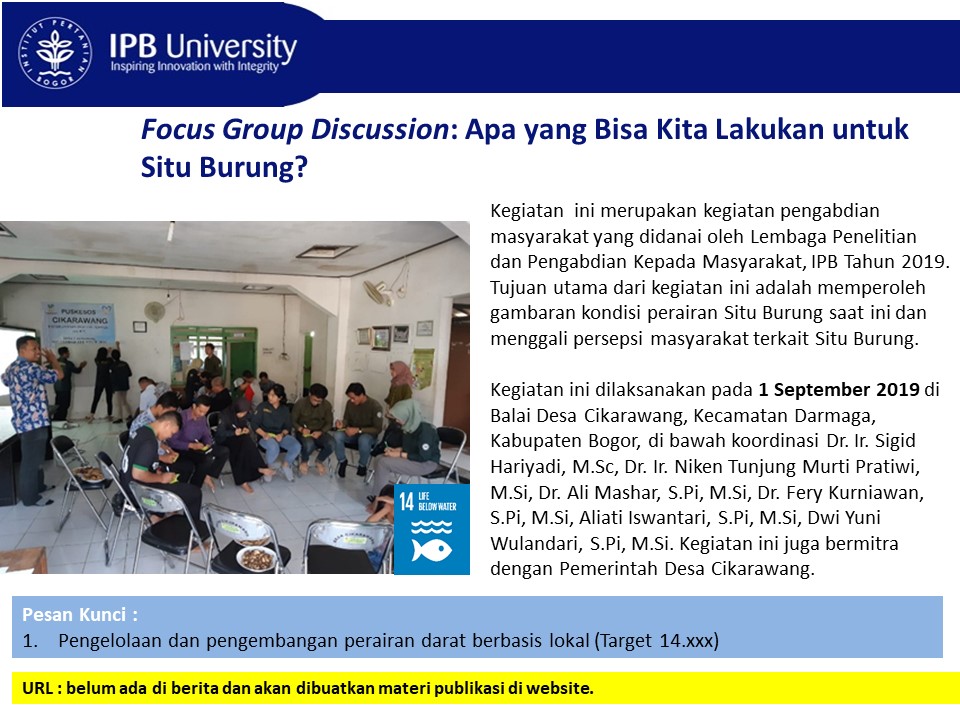 INSTITUT PERTANIAN
BOGOR
IPB University
Inspiring Innovation with Integrity
Focus Group Discussion: Apa yang Bisa Kita Lakukan untuk
Situ Burung?
PUSKESOS
CIKARAWANG
14 LIFE
BELOW WATER
Kegiatan ini merupakan kegiatan pengabdian
masyarakat yang didanai oleh Lembaga Penelitian
dan Pengabdian Kepada Masyarakat, IPB Tahun 2019.
Tujuan utama dari kegiatan ini adalah memperoleh
gambaran kondisi perairan Situ Burung saat ini dan
menggali persepsi masyarakat terkait Situ Burung.
Kegiatan ini dilaksanakan pada 1 September 2019 di
Balai Desa Cikarawang, Kecamatan Darmaga,
Kabupaten Bogor, di bawah koordinasi Dr. Ir. Sigid
Hariyadi, M.Sc, Dr. Ir. Niken Tunjung Murti Pratiwi,
M.Si, Dr. Ali Mashar, S.Pi, M.Si, Dr. Fery Kurniawan,
S.Pi, M.Si, Aliati Iswantari, S.Pi, M.Si, Dwi Yuni
Wulandari, S.Pi, M.Si. Kegiatan ini juga bermitra
dengan Pemerintah Desa Cikarawang.
Pesan Kunci :
1. Pengelolaan dan pengembangan perairan darat berbasis lokal (Target 14.xxx)
URL : belum ada di berita dan akan dibuatkan materi publikasi di website.